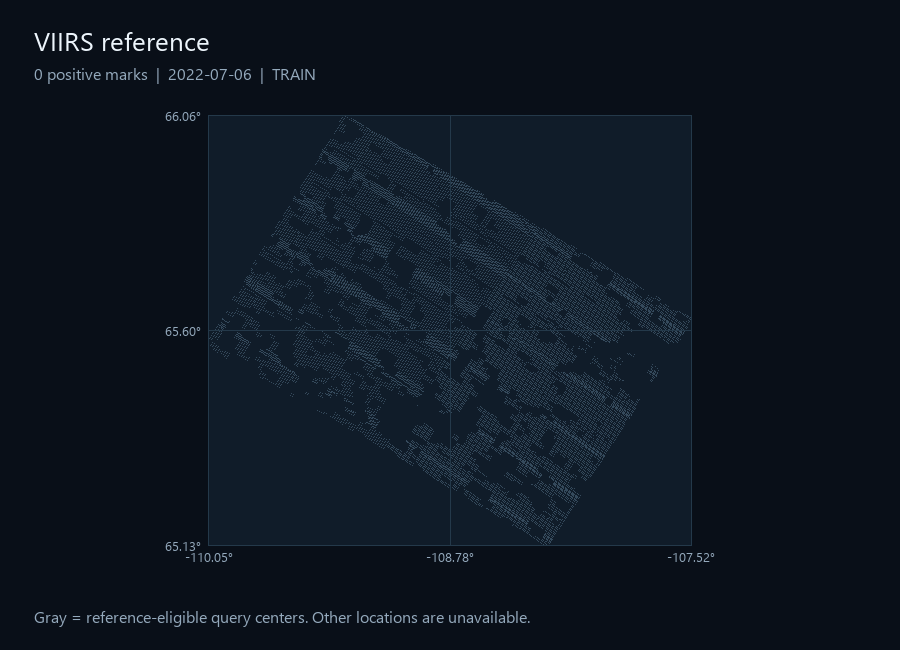 VIIRS reference
0 positive marks | 2022-07-06 | TRAIN
66.06°
65.60°
65.13°
-110.05°
-108.78°
-107.52°
Gray = reference-eligible query centers. Other locations are unavailable.